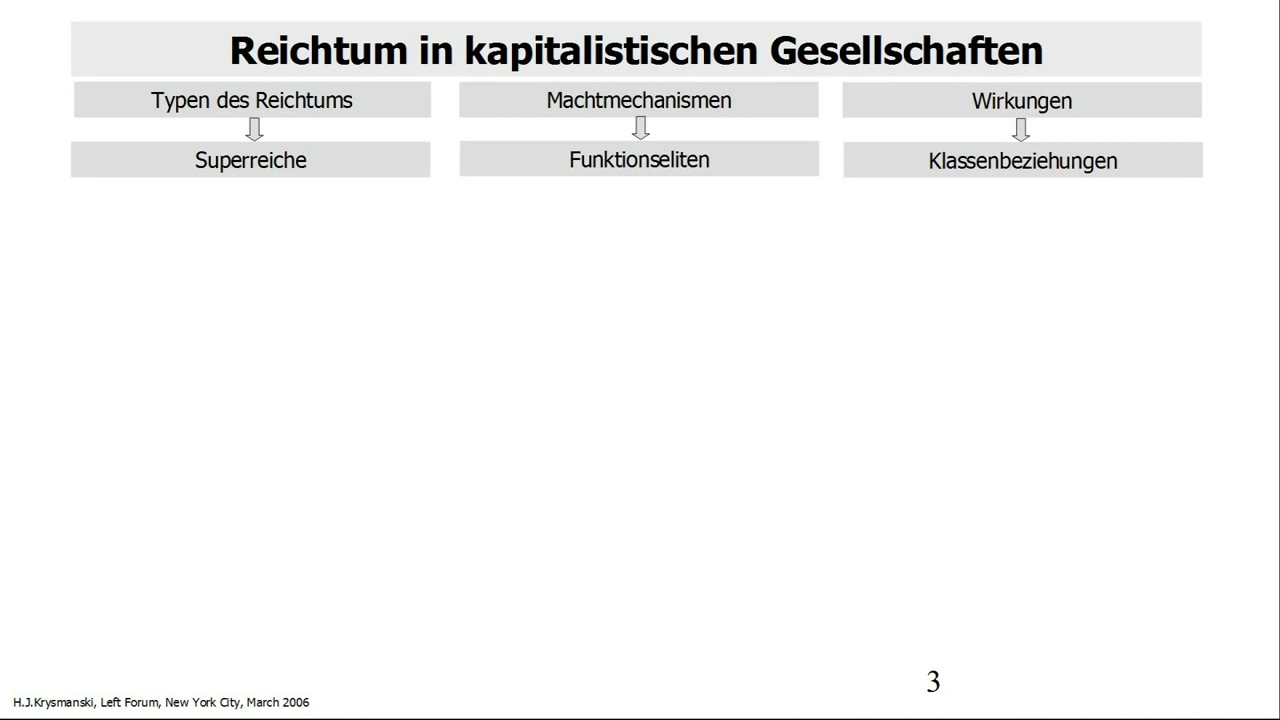 Reichtum in kapitalistischen Gesellschaften
Typen des Reichtums
Machtmechanismen
Wirkungen
Superreiche
Funktionseliten
Klassenbeziehungen
3
H.J.Krysmanski, Left Forum, New York City, March 2006